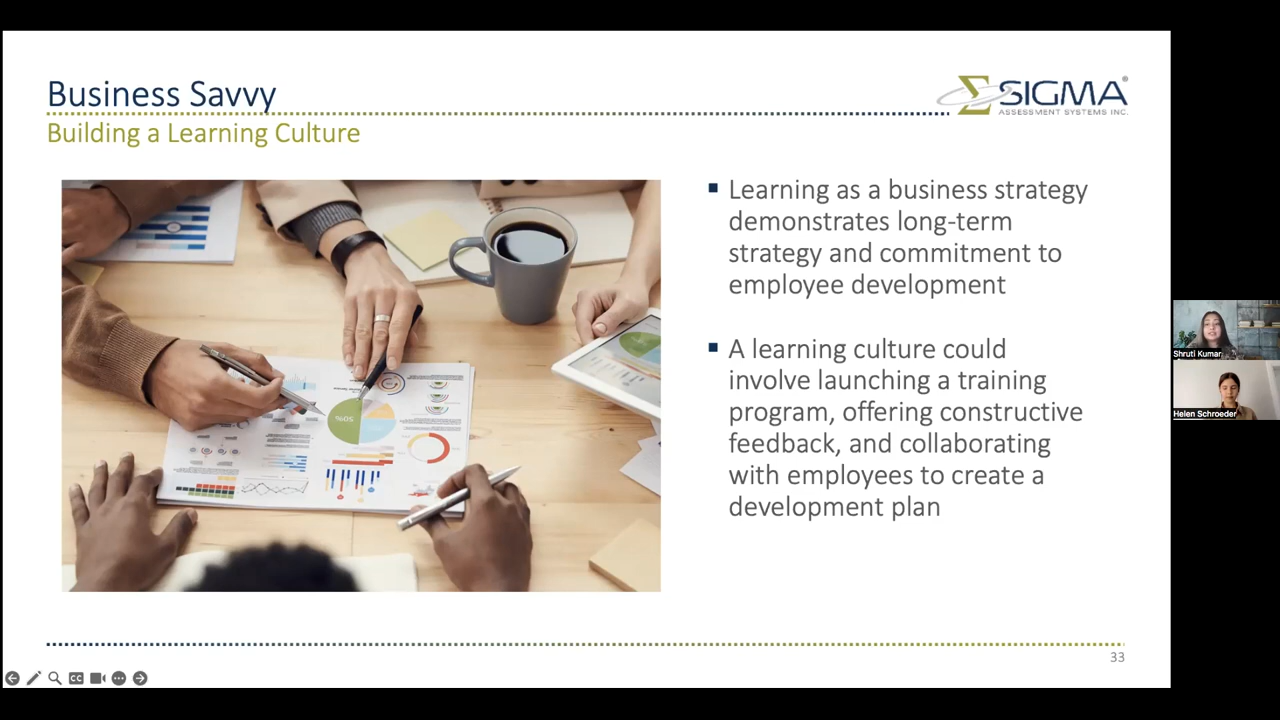 Business Savvy
Building a Learning Culture
SIGMA®
ASSESSMENT SYSTEMS INC.
Learning as a business strategy
demonstrates long-term
strategy and commitment to
employee development
A learning culture could
involve launching a training
program, offering constructive
feedback, and collaborating
with employees to create a
development plan
%05
33
CC
Shruti Kumar
Helen Schroeder